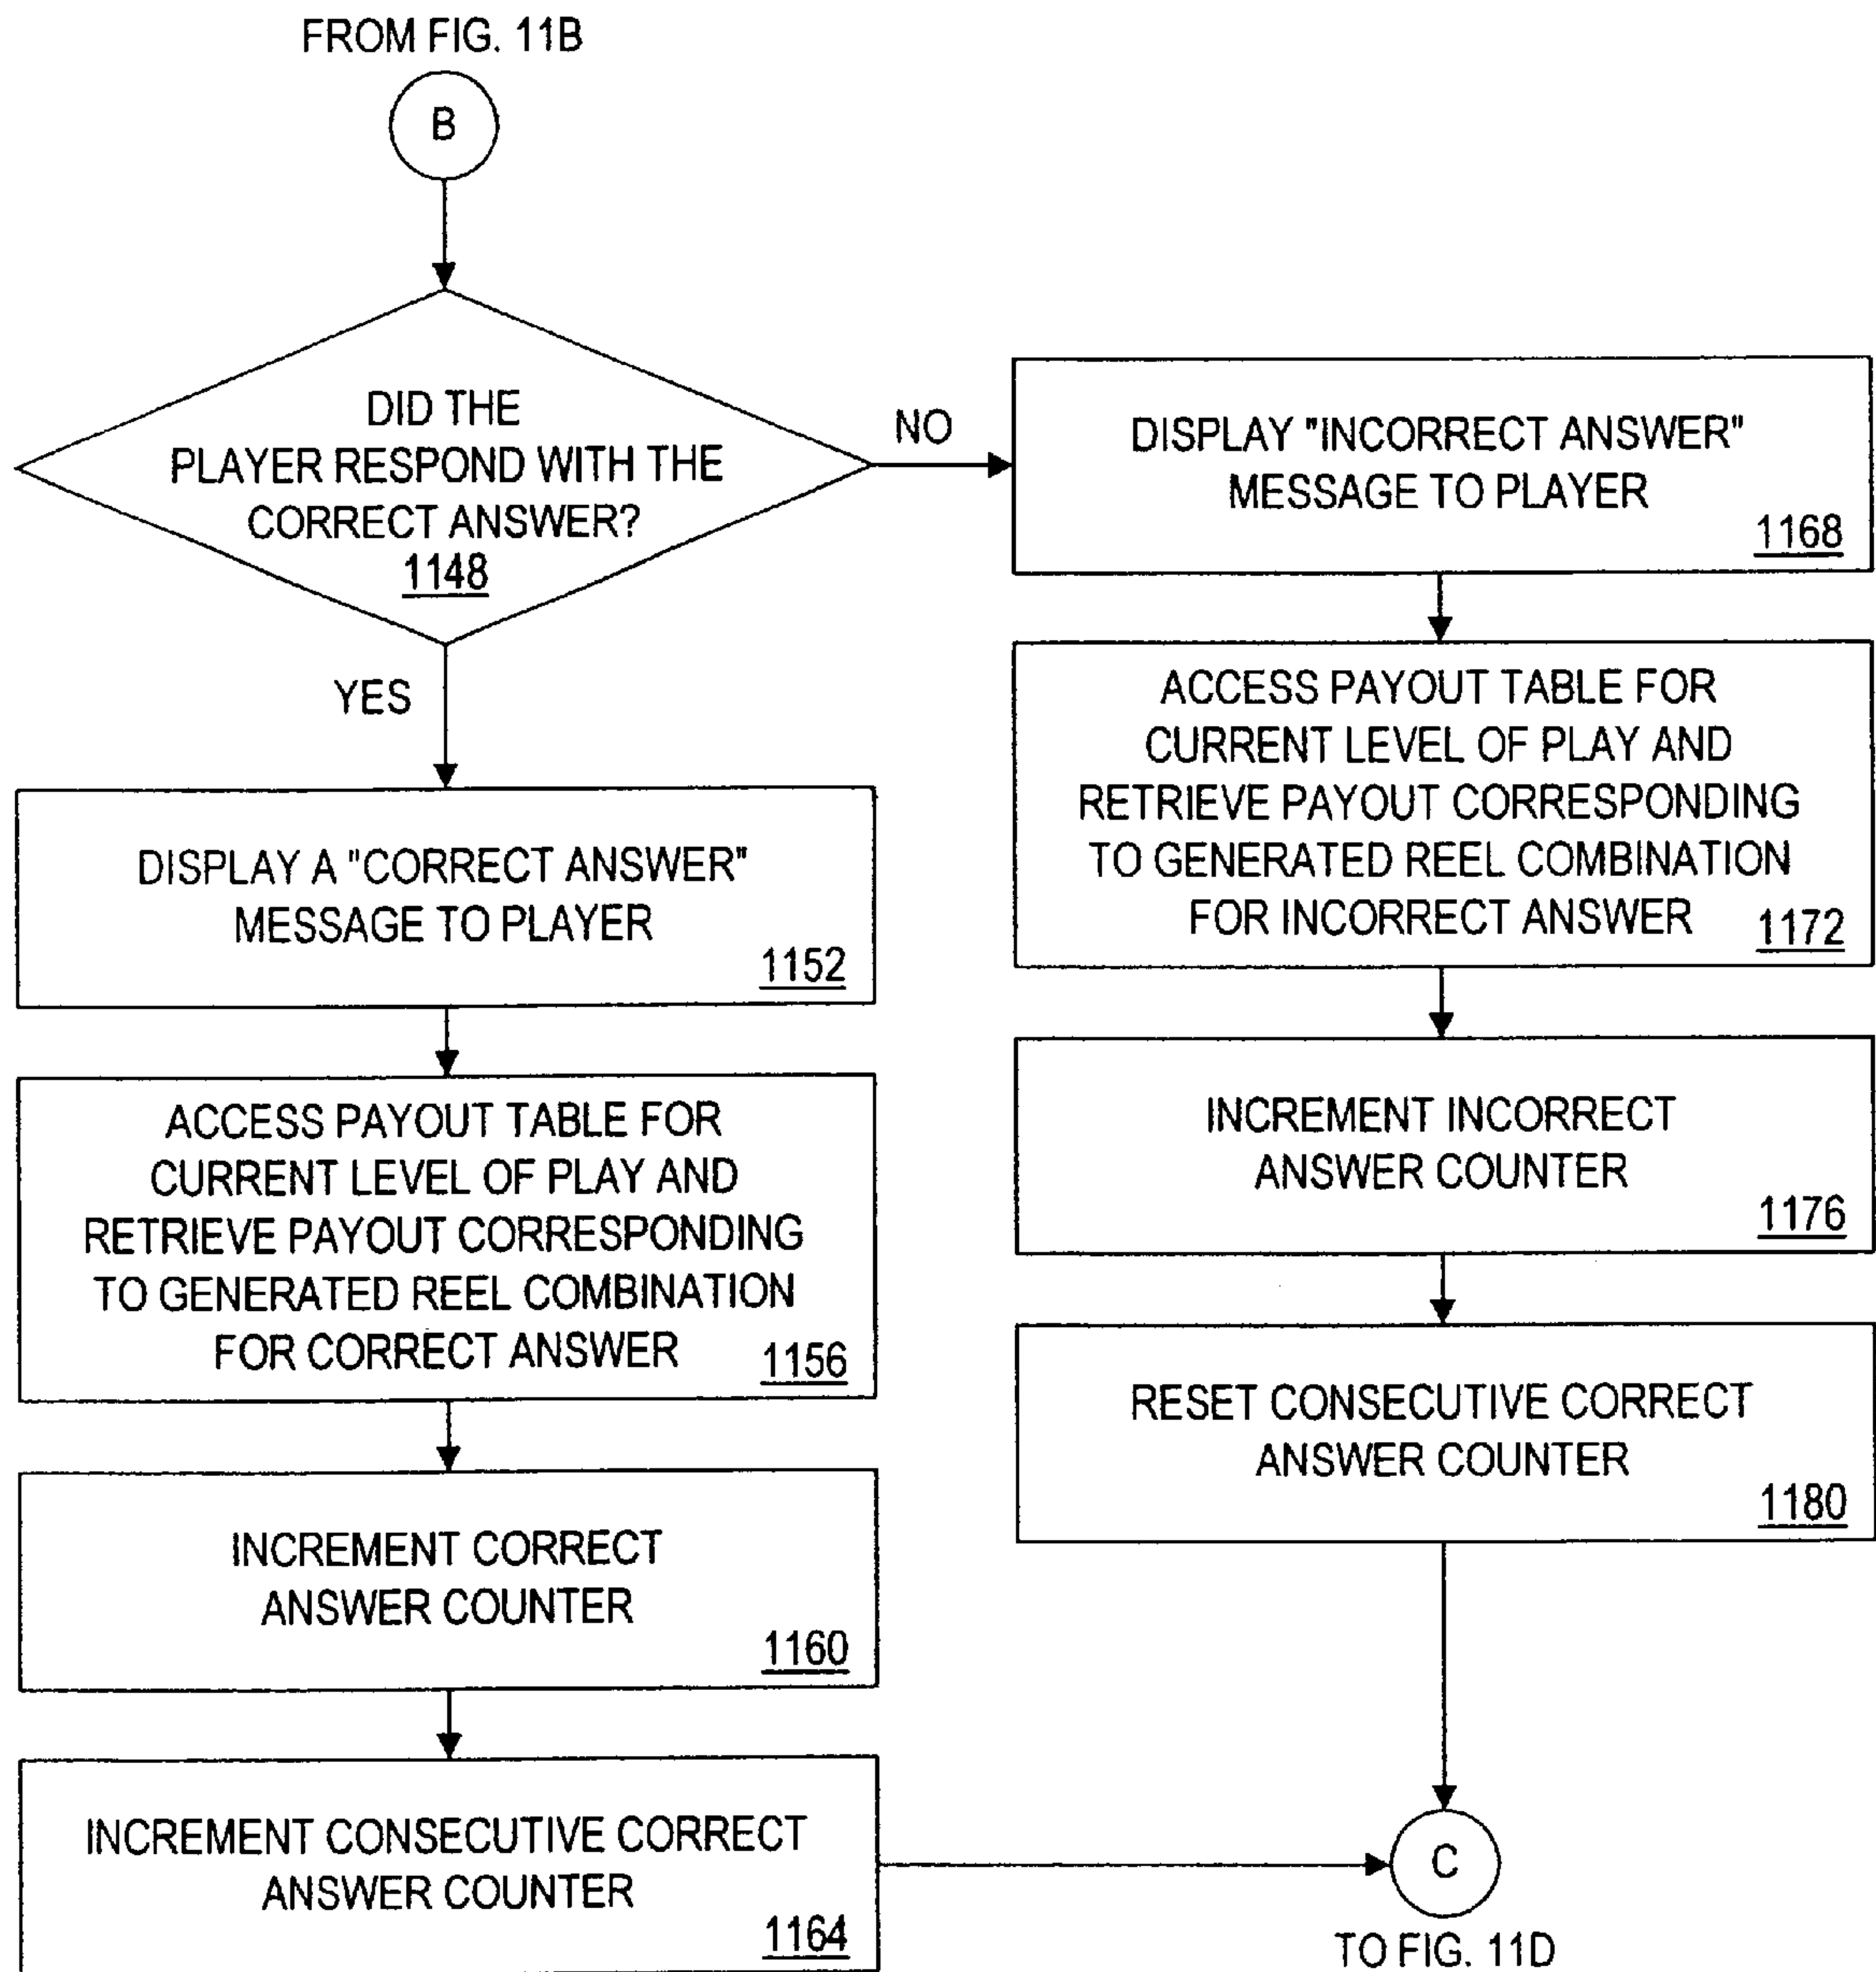 FROM FIG. 11B
B
DID THE
PLAYER RESPOND WITH THE
CORRECT ANSWER?
1148
NO
YES
DISPLAY A "CORRECT ANSWER"
MESSAGE TO PLAYER
1152
ACCESS PAYOUT TABLE FOR
CURRENT LEVEL OF PLAY AND
RETRIEVE PAYOUT CORRESPONDING
TO GENERATED REEL COMBINATION
FOR CORRECT ANSWER
1156
INCREMENT CORRECT
ANSWER COUNTER
1160
INCREMENT CONSECUTIVE CORRECT
ANSWER COUNTER
1164
DISPLAY "INCORRECT ANSWER"
MESSAGE TO PLAYER
1168
ACCESS PAYOUT TABLE FOR
CURRENT LEVEL OF PLAY AND
RETRIEVE PAYOUT CORRESPONDING
TO GENERATED REEL COMBINATION
FOR INCORRECT ANSWER
1172
INCREMENT INCORRECT
ANSWER COUNTER
1176
RESET CONSECUTIVE CORRECT
ANSWER COUNTER
1180
C
TO FIG. 11D